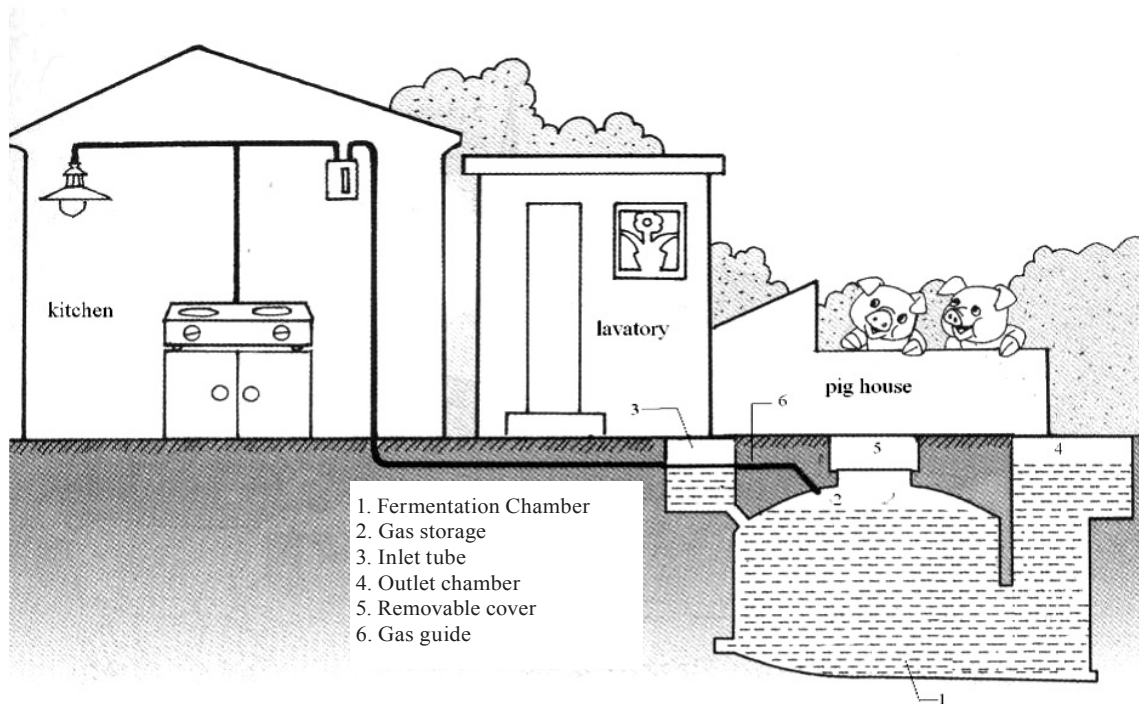 kitchen
lavatory
pig house
3
6
5
4
2
1. Fermentation Chamber
2. Gas storage
3. Inlet tube
4. Outlet chamber
5. Removable cover
6. Gas guide
1